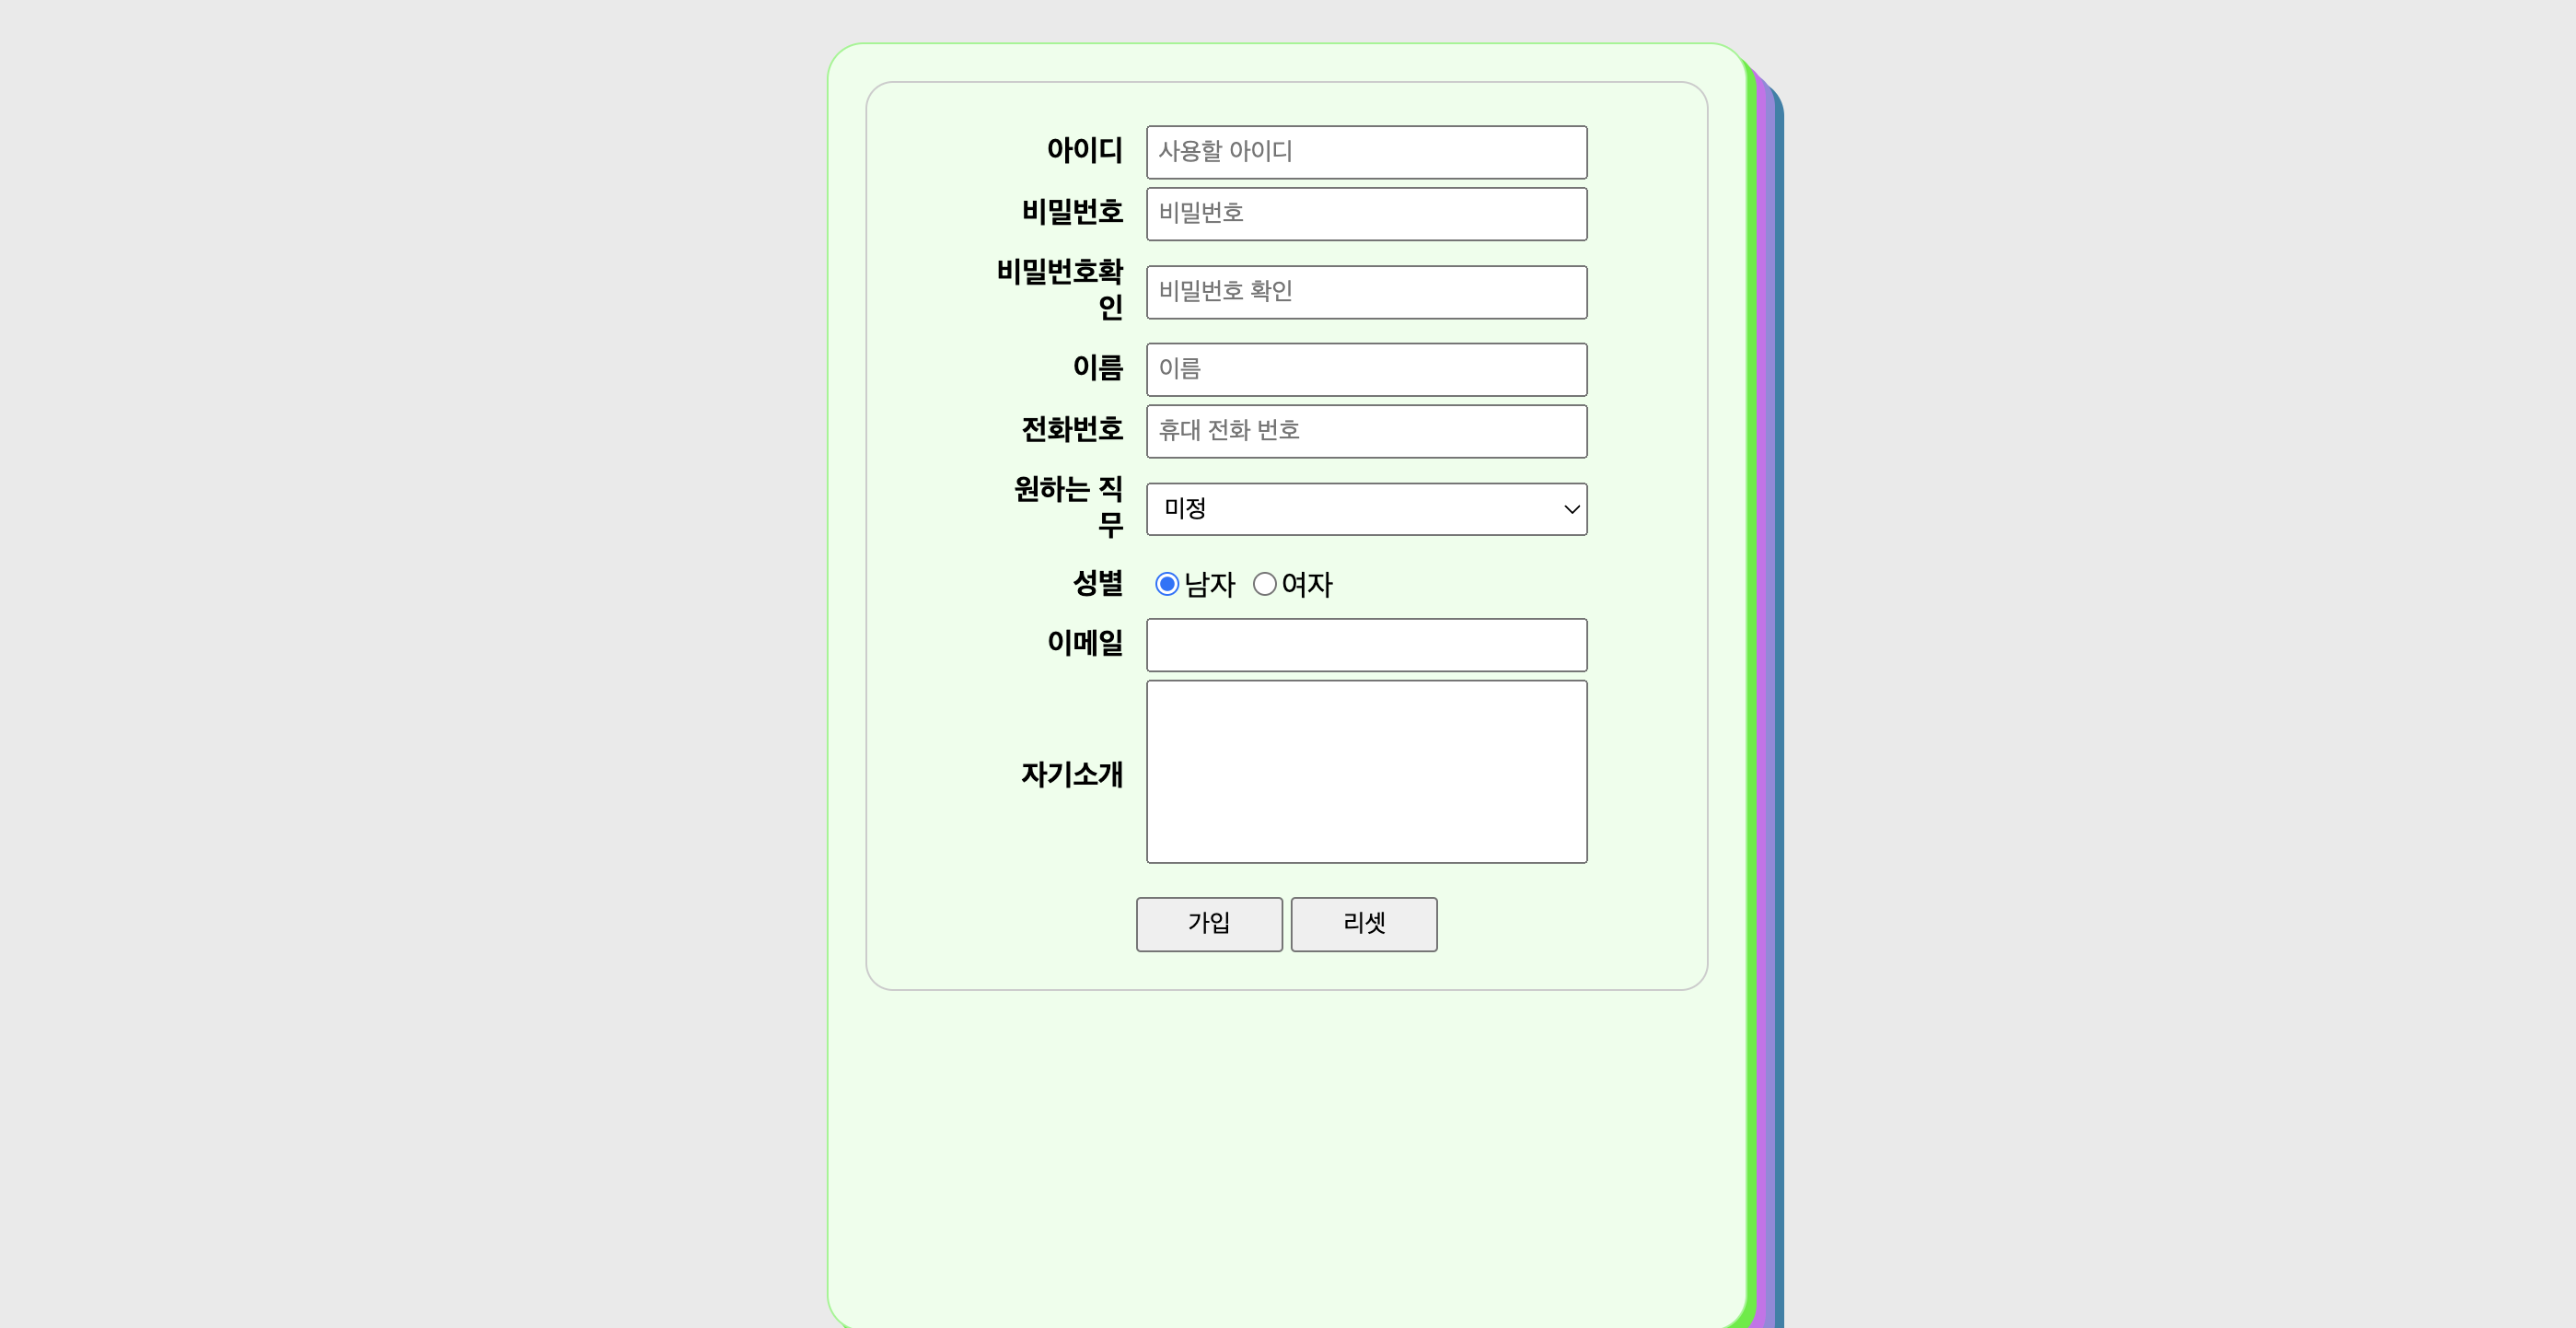 아이디 사용할 아이디
비밀번호 비밀번호
비밀번호확
인
비밀번호 확인
이름 이름
전화번호 휴대 전화 번호
원하는 직
무
미정
성별 남자 여자
이메일
자기소개
가입 리셋